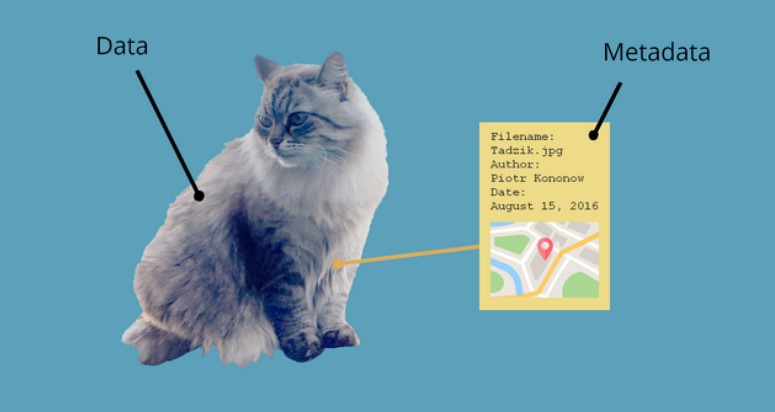 Data
Metadata
Filename:
Tadzik.jpg
Author:
Piotr Kononow
Date:
August 15, 2016